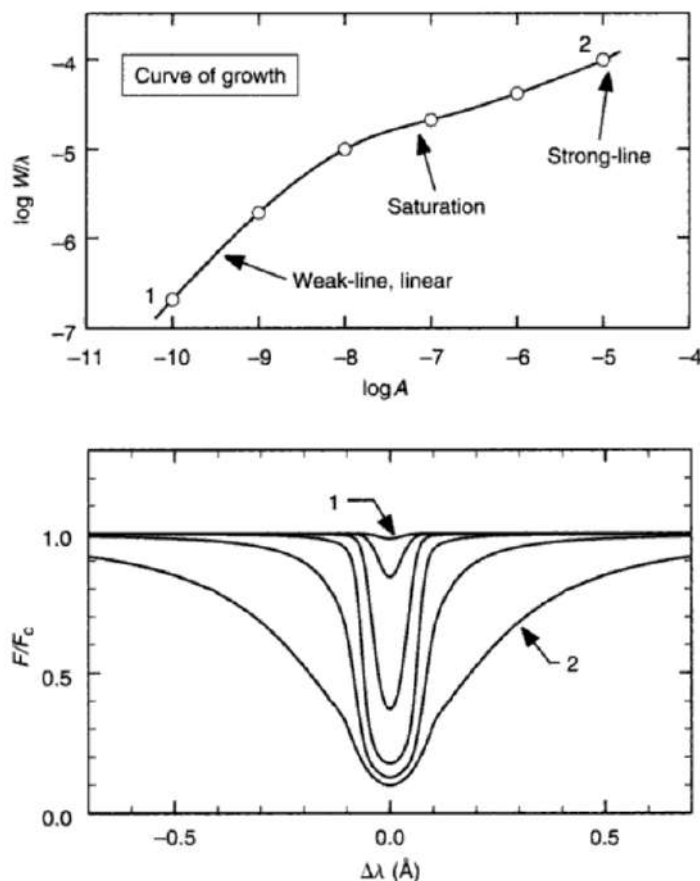 Curve of growth
2
Strong-line
Saturation
Weak-line, linear
1
−4
−5
−6
−7
log W/λ
−11 −10 −9 −8 −7 −6 −5 −4
log A
1
2
1.0
0.5
0.0
F/Fc
−0.5 0.0 0.5
Δλ (Å)